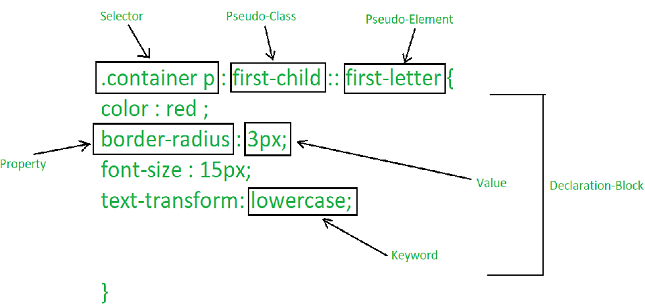 Selector
Pseudo-Class
Pseudo-Element
.container p : first-child :: first-letter {
color : red ;
border-radius : 3px;
Property
font-size : 15px;
Value
Declaration-Block
text-transform: lowercase;
Keyword
}